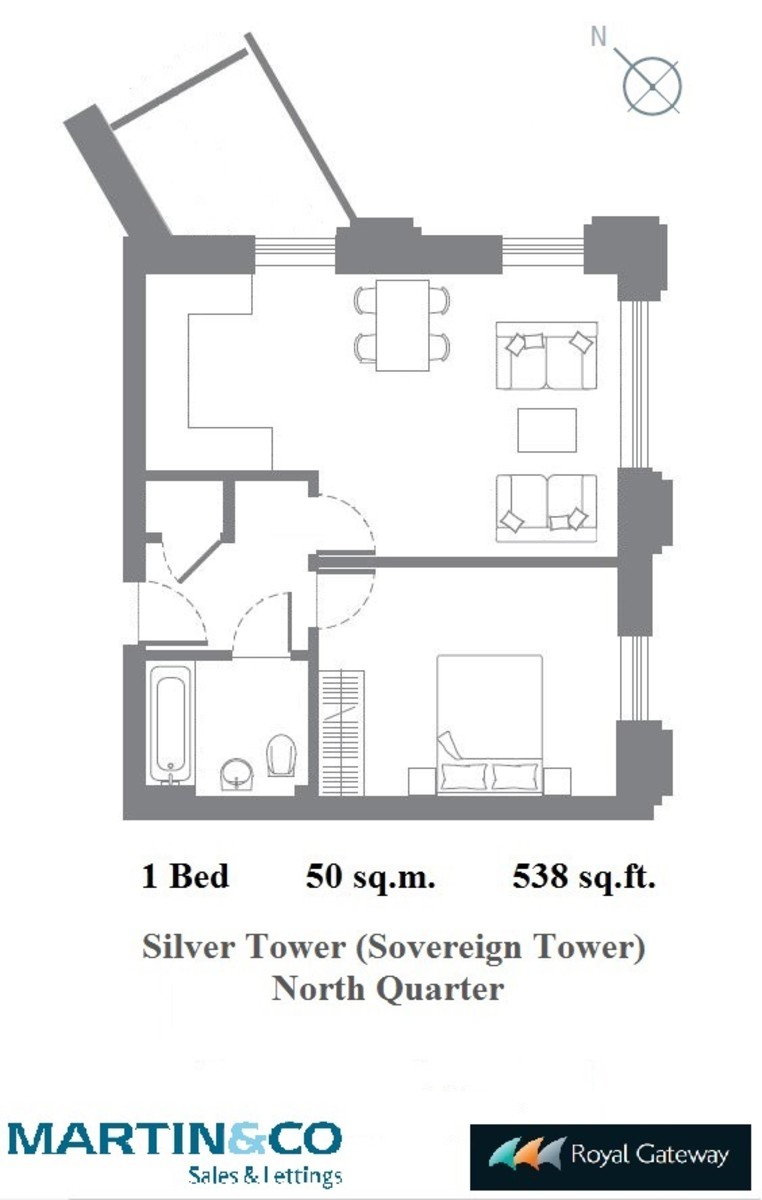 N
1 Bed 50 sq.m. 538 sq.ft.
Silver Tower (Sovereign Tower)
North Quarter
MARTIN&CO
Sales & Lettings
Royal Gateway